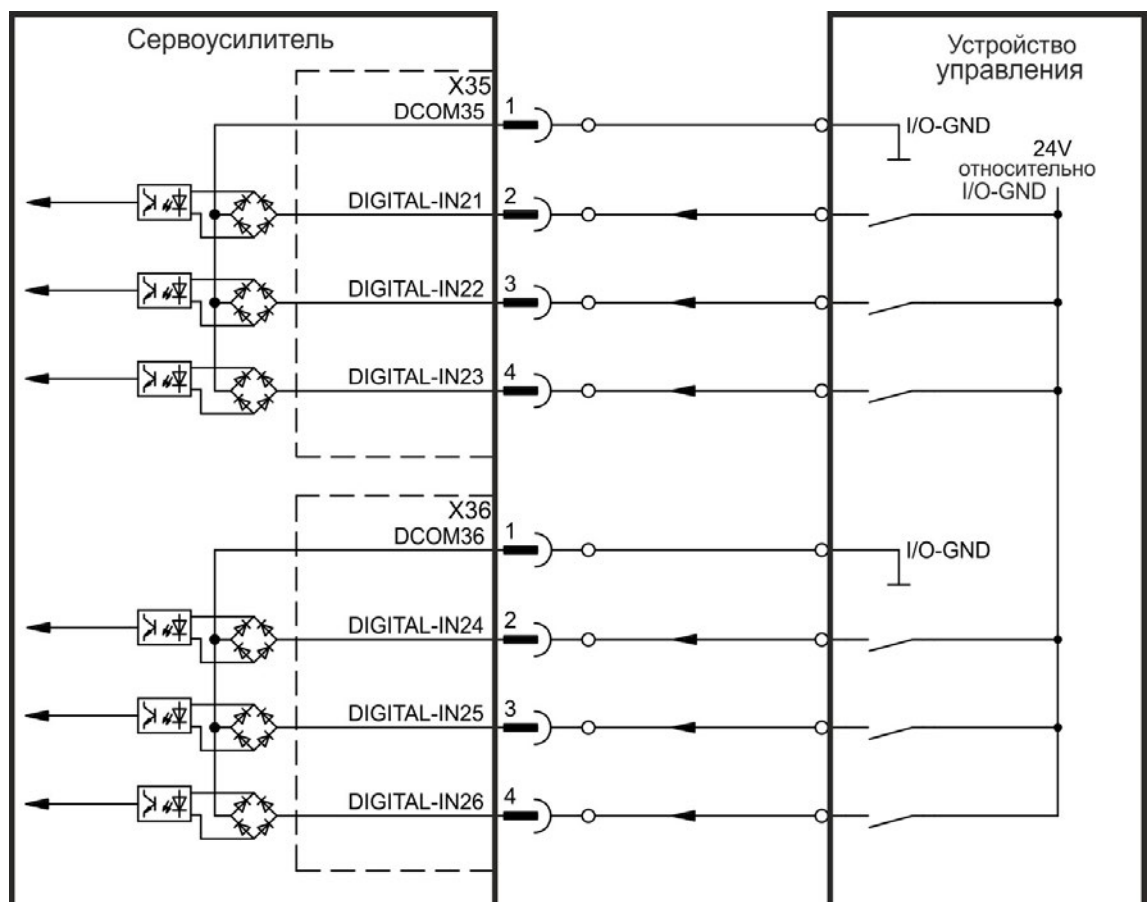 Сервоусилитель
Устройство
управления
X35
DCOM35
1
I/O-GND
24V
относительно
I/O-GND
DIGITAL-IN21
2
DIGITAL-IN22
3
DIGITAL-IN23
4
X36
DCOM36
1
I/O-GND
DIGITAL-IN24
2
DIGITAL-IN25
3
DIGITAL-IN26
4